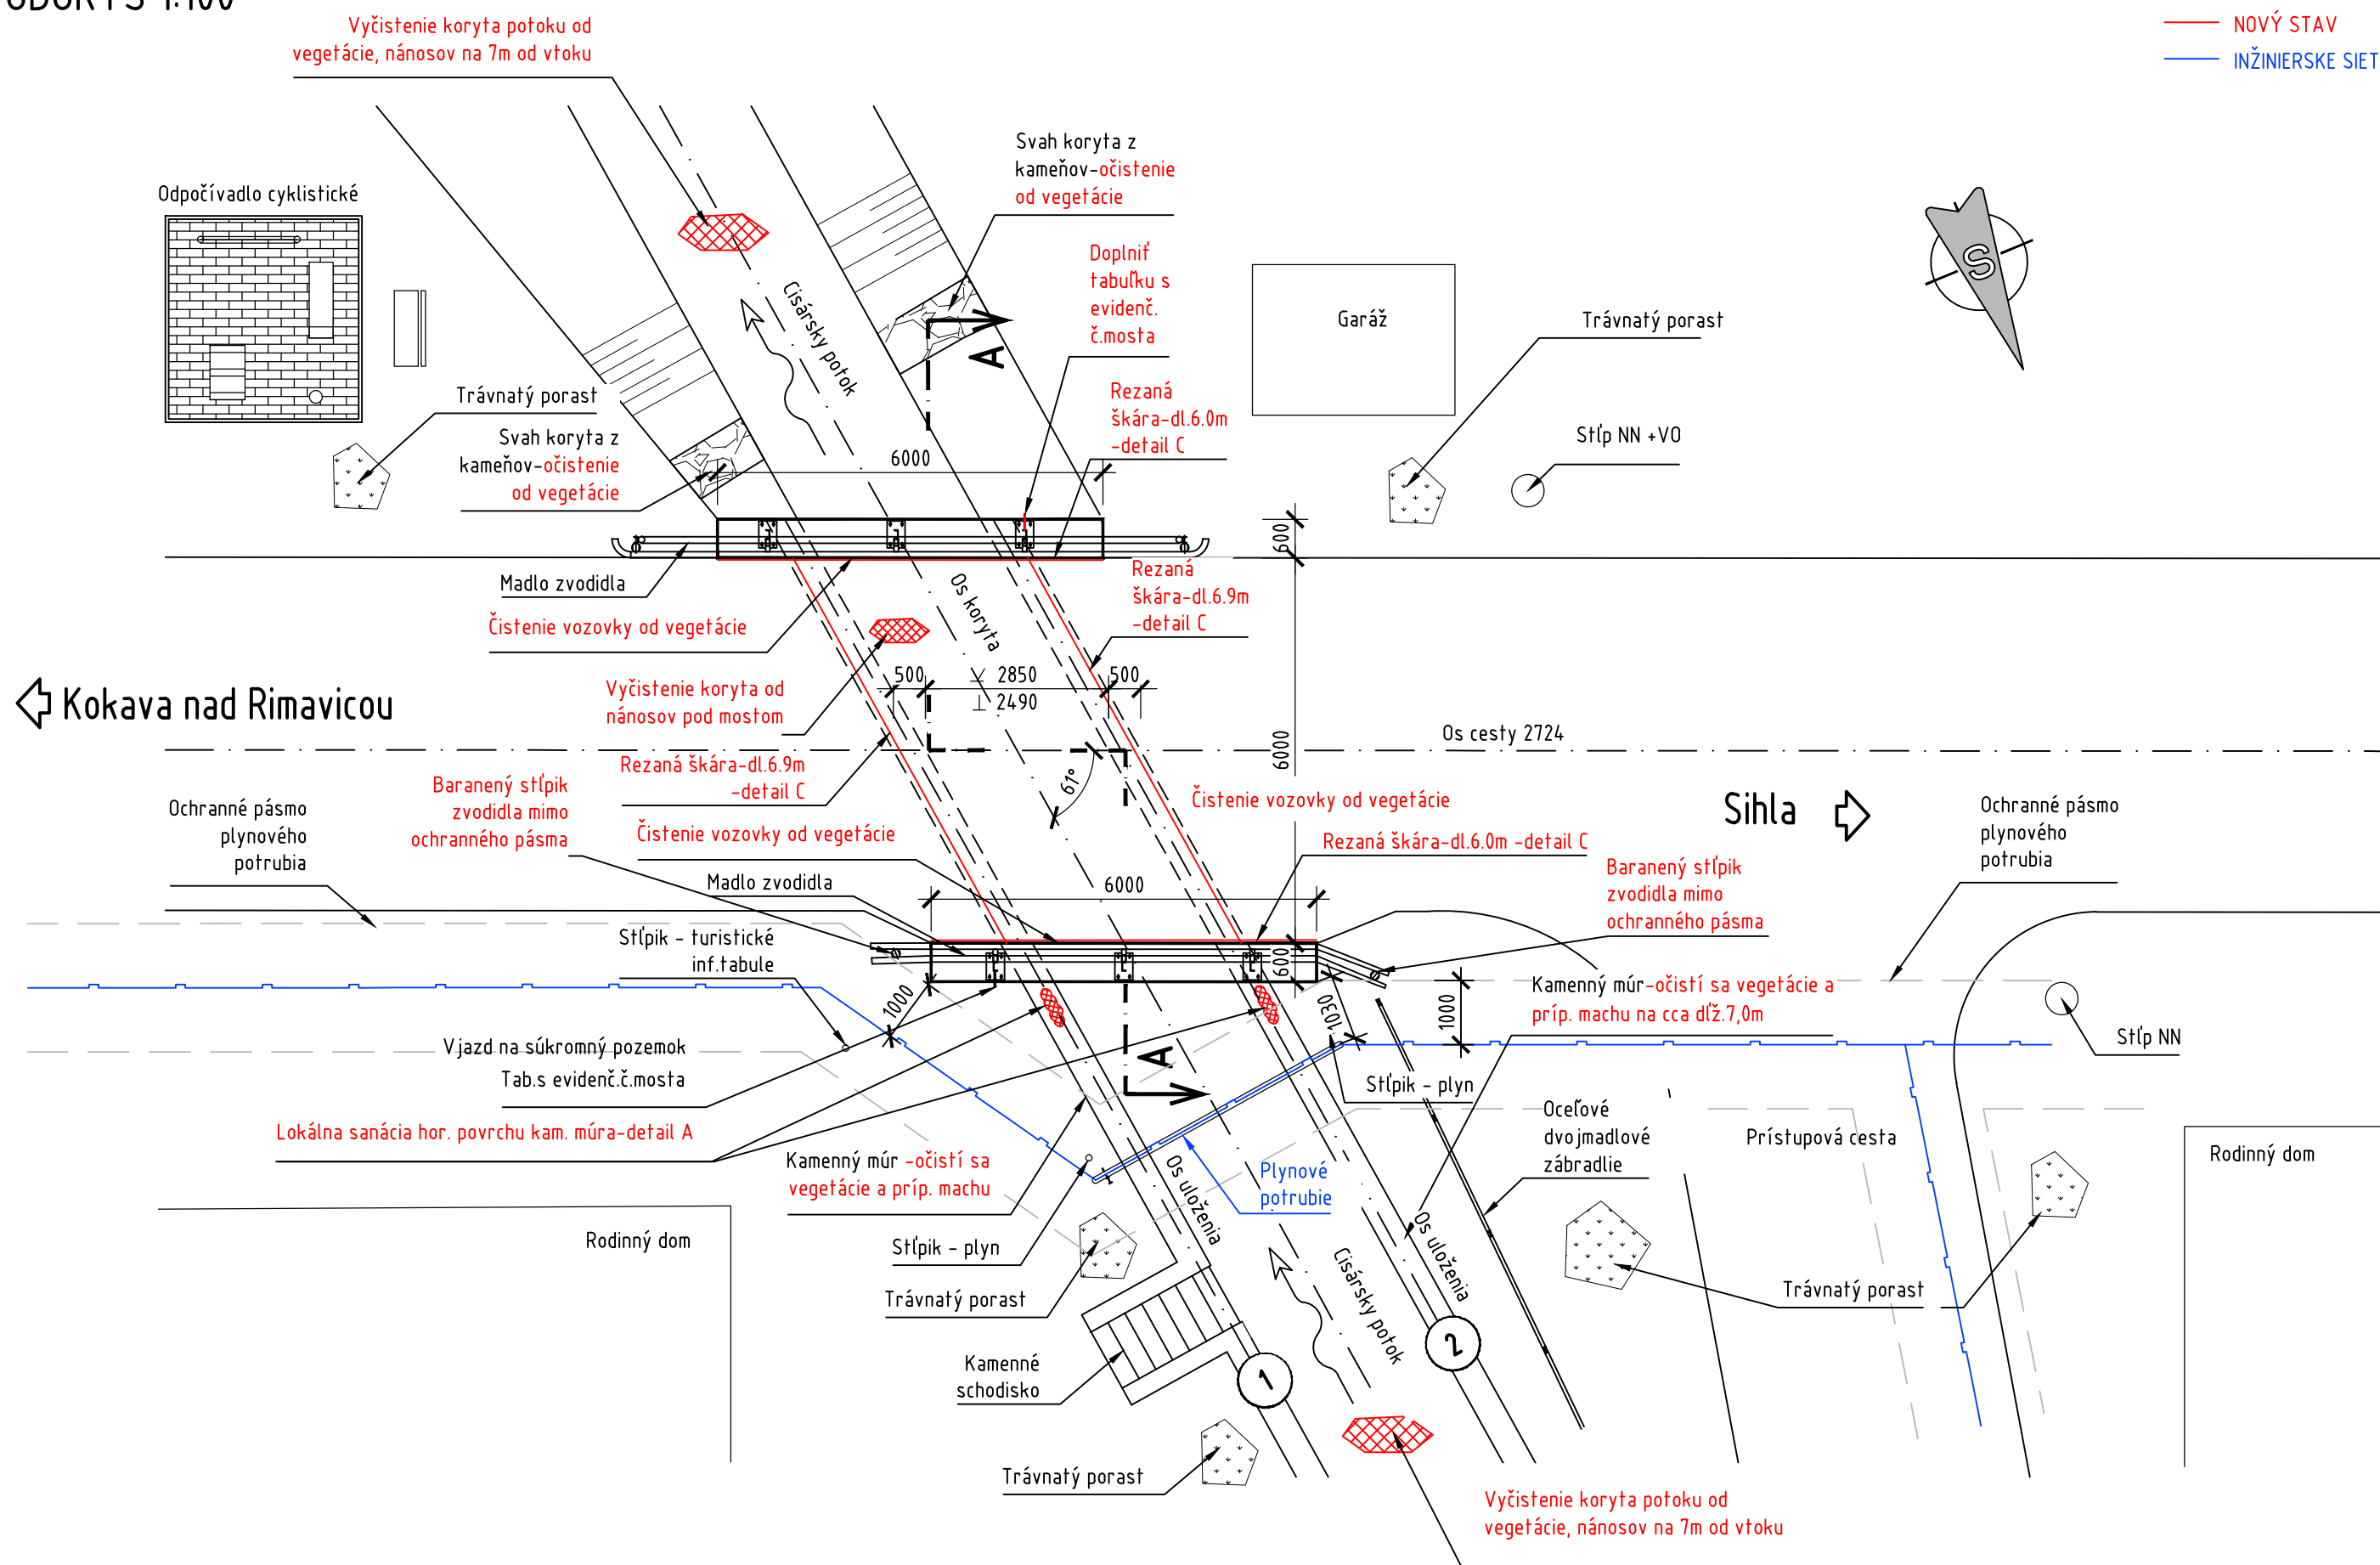 PÔDORYS 1:100
NOVÝ STAV
INŽINIERSKE SIET
Vyčistenie koryta potoku od
vegetácie, nánosov na 7m od vtoku
Svah koryta z
kameňov-očistenie
od vegetácie
Odpočívadlo cyklistické
Doplniť
tabuľku s
evidenč.
č.mosta
Cisársky potok
A
S
Garáž
Trávnatý porast
Trávnatý porast
Rezaná
škára-dl.6.0m
-detail C
Svah koryta z
kameňov-očistenie
od vegetácie
6000
Stĺp NN +VO
600
Madlo zvodidla
Os koryta
Rezaná
škára-dl.6.9m
-detail C
Čistenie vozovky od vegetácie
Vyčistenie koryta od
nánosov pod mostom
500
2850
500
⊥ 2490
Kokava nad Rimavicou
Os cesty 2724
6000
61°
Rezaná škára-dl.6.9m
-detail C
Baranený stĺpik
zvodidla mimo
ochranného pásma
Ochranné pásmo
plynového
potrubia
Čistenie vozovky od vegetácie
Čistenie vozovky od vegetácie
Sihla
Ochranné pásmo
plynového
potrubia
Rezaná škára-dl.6.0m -detail C
Baranený stĺpik
zvodidla mimo
ochranného pásma
Madlo zvodidla
6000
Stĺpik - turistické
inf.tabule
600
1000
1030
1000
Kamenný múr-očistí sa vegetácie a
príp. machu na cca dĺž.7,0m
Stĺp NN
Vjazd na súkromný pozemok
Tab.s evidenč.č.mosta
A
Stĺpik - plyn
Lokálna sanácia hor. povrchu kam. múra-detail A
Oceľové
dvojmadlové
zábradlie
Prístupová cesta
Rodinný dom
Kamenný múr -očistí sa
vegetácie a príp. machu
Os uloženia
Plynové
potrubie
Rodinný dom
Stĺpik - plyn
Os uloženia
Cisársky potok
Trávnatý porast
Trávnatý porast
Kamenné
schodisko
1
2
Trávnatý porast
Vyčistenie koryta potoku od
vegetácie, nánosov na 7m od vtoku